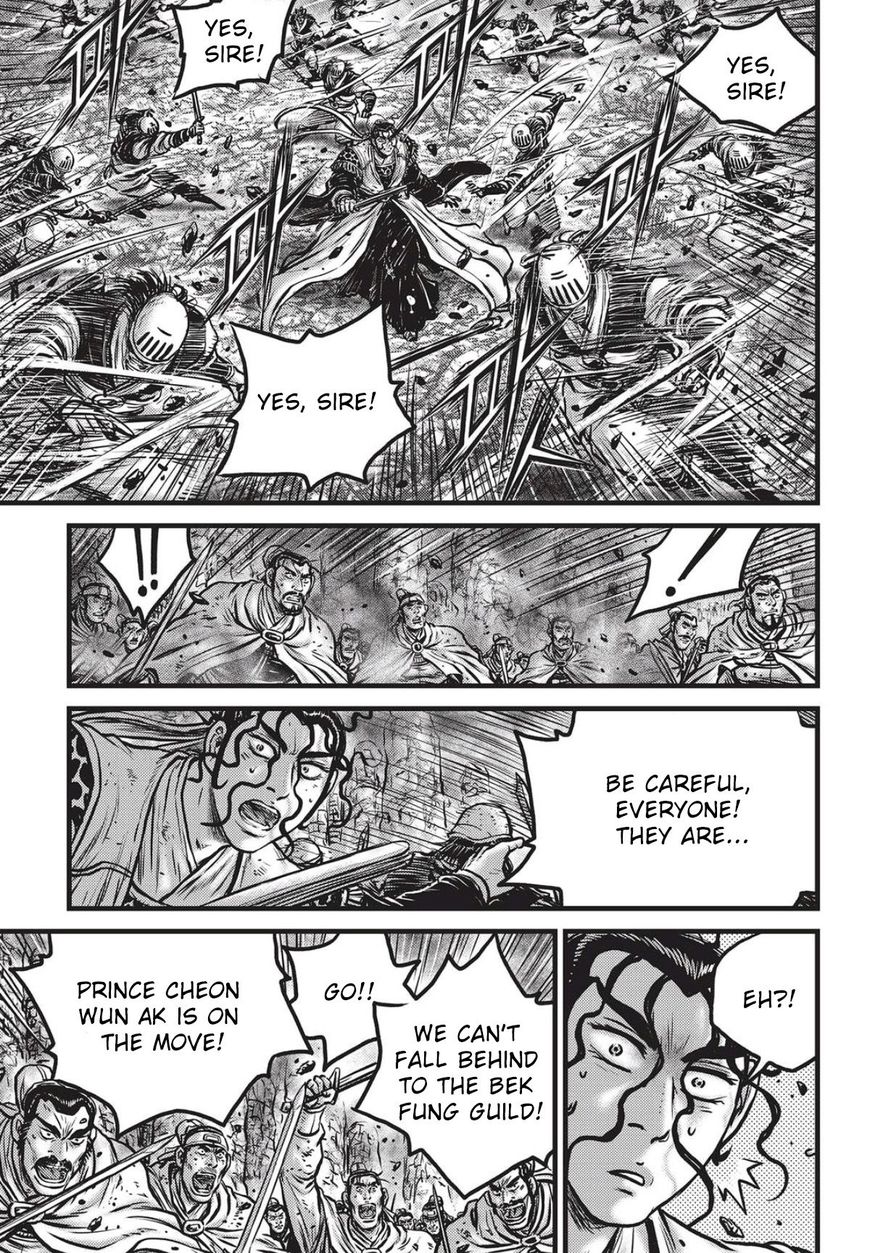 YES,
SIRE!
YES,
SIRE!
YES, SIRE!
!!
!
BE CAREFUL,
EVERYONE!
THEY ARE...
PRINCE CHEON
WUN AK IS ON
THE MOVE!
GO!!
WE CAN'T
FALL BEHIND
TO THE BEK
FUNG GUILD!
EH?!